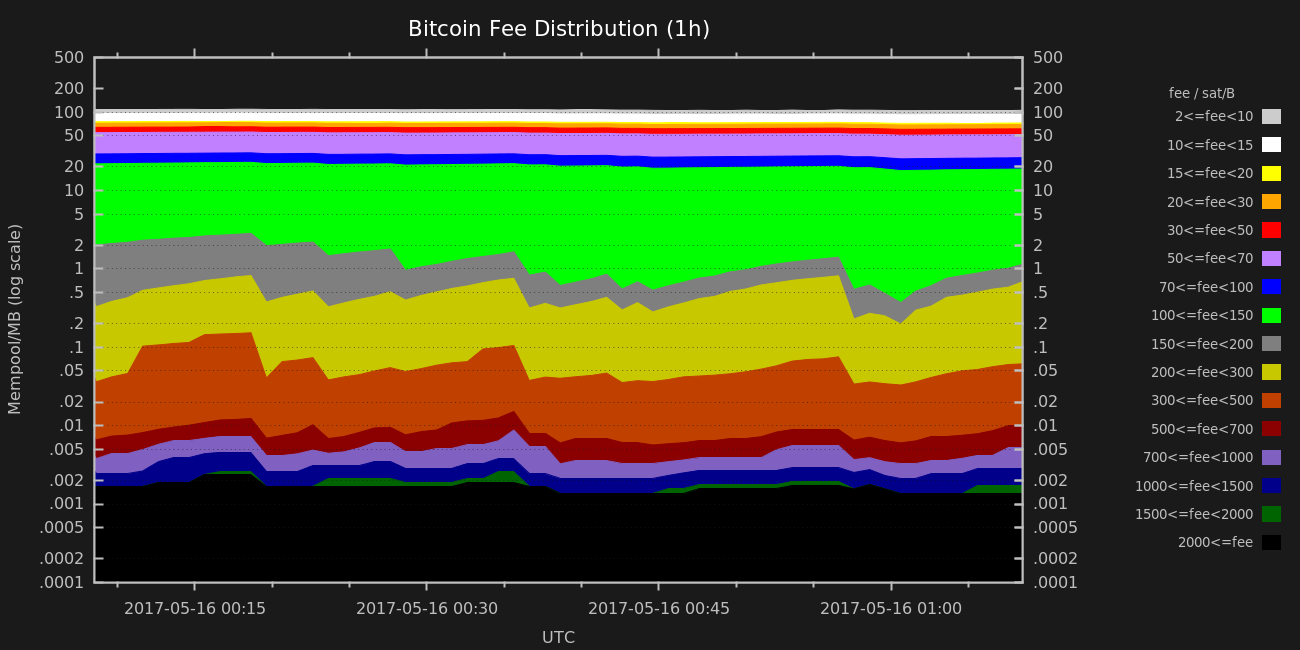 Bitcoin Fee Distribution (1h)
500
200
100
50
20
10
5
2
1
.5
.2
.1
.05
.02
.01
.005
.002
.001
.0005
.0002
.0001
Mempool/MB (log scale)
500
200
100
50
20
10
5
2
1
.5
.2
.1
.05
.02
.01
.005
.002
.001
.0005
.0002
.0001
2017-05-16 00:15 2017-05-16 00:30 2017-05-16 00:45 2017-05-16 01:00
UTC
fee / sat/B
2<=fee<10
10<=fee<15
15<=fee<20
20<=fee<30
30<=fee<50
50<=fee<70
70<=fee<100
100<=fee<150
150<=fee<200
200<=fee<300
300<=fee<500
500<=fee<700
700<=fee<1000
1000<=fee<1500
1500<=fee<2000
2000<=fee